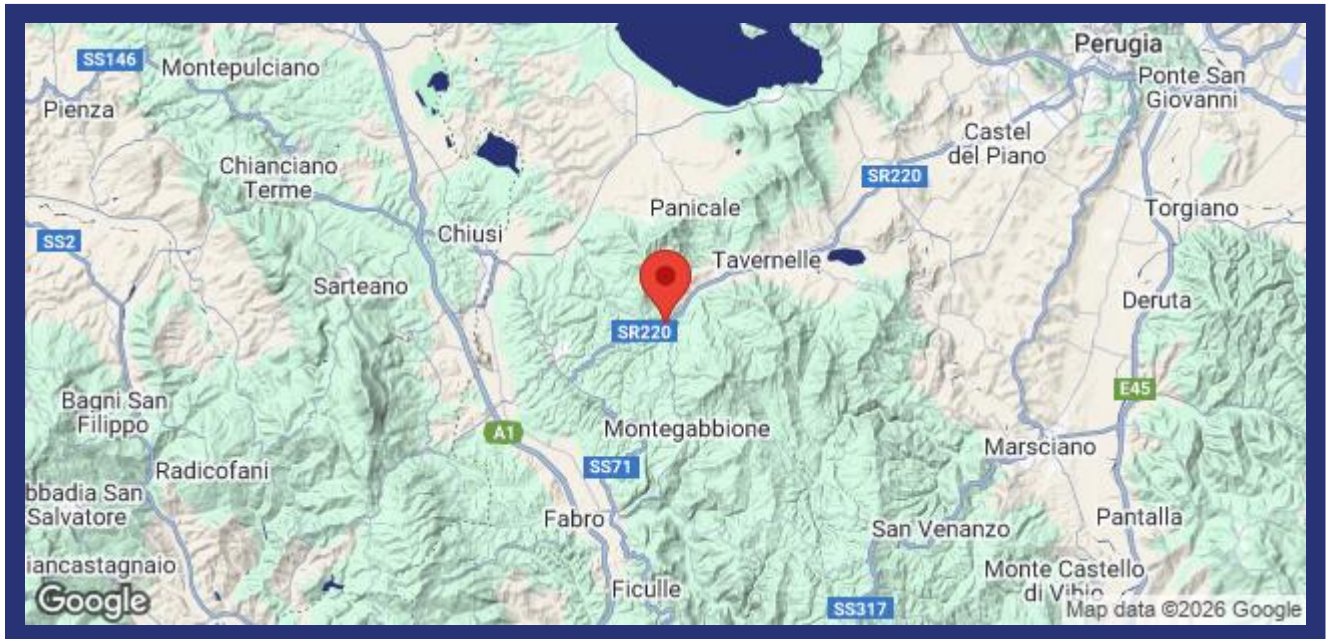 Perugia
SS146
Montepulciano
Ponte San
Giovanni
Pienza
Castel
del Piano
Chianciano
Terme
SR220
Panicale
Torgiano
SS2
Chiusi
Tavernelle
Sarteano
Deruta
SR220
E45
Bagni San
Filippo
A1
Montegabbione
Marsciano
SS71
Radicofani
bbadia San
Salvatore
Fabro
San Venanzo
Pantalla
iancastagnaio
Monte Castello
di Vibio
Ficulle
Google
SS317
Map data ©2026 Google